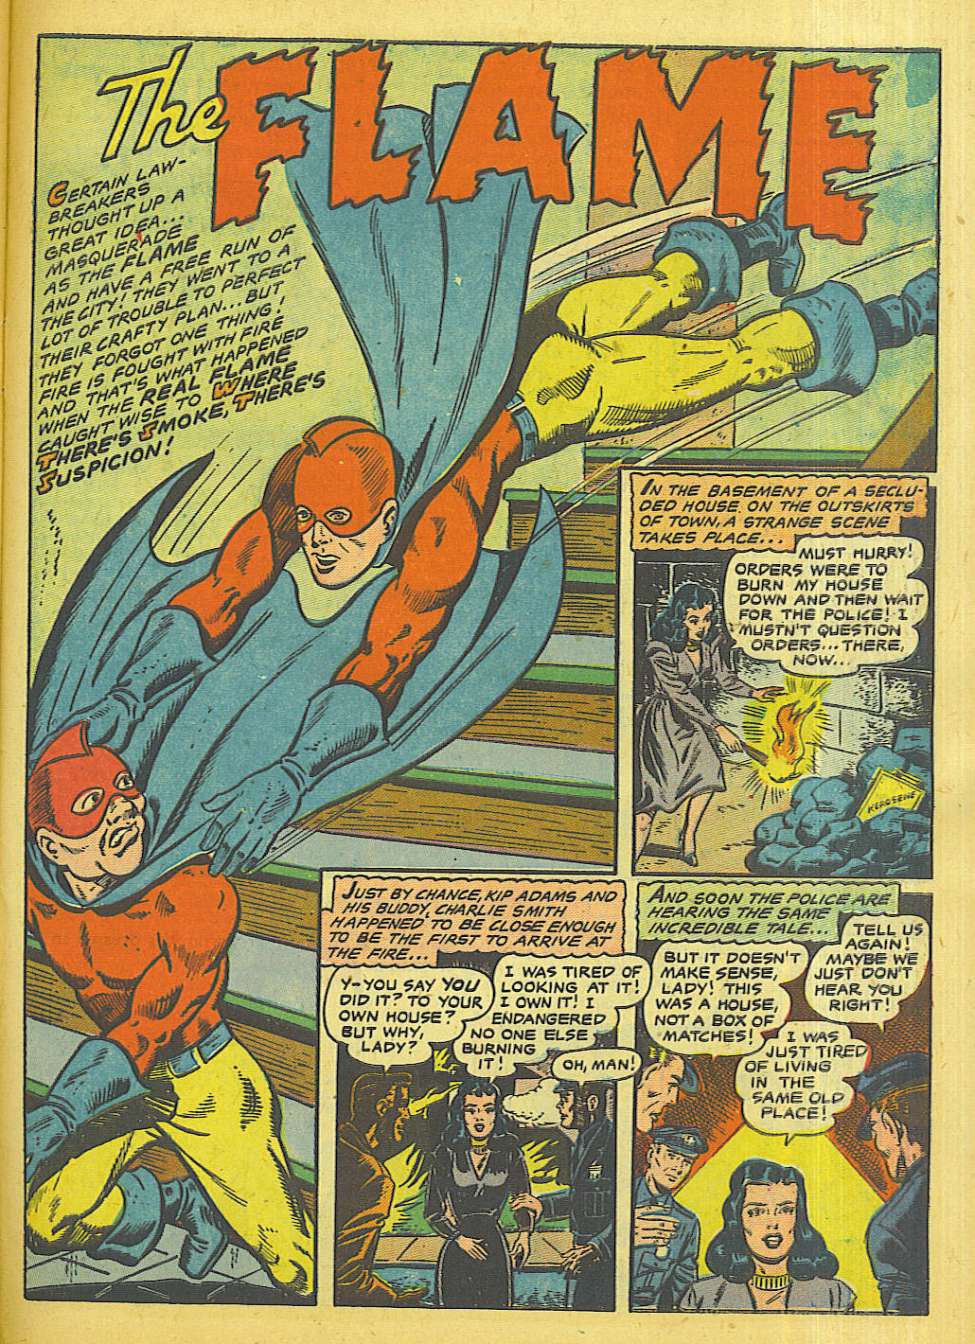 The FLAME
CERTAIN LAW-
BREAKERS
THOUGHT UP A
GREAT IDEA...
MASQUERADE
AS THE FLAME
AND HAVE A FREE RUN OF
THE CITY! THEY WENT TO A
LOT OF TROUBLE TO PERFECT
THEIR CRAFTY PLAN... BUT
THEY FORGOT ONE THING!
FIRE IS FOUGHT WITH FIRE
AND THAT'S WHAT HAPPENED
WHEN THE REAL FLAME
CAUGHT WISE TO WHERE
THERE'S SMOKE, THERE'S
SUSPICION!
IN THE BASEMENT OF A SECLU-
DED HOUSE ON THE OUTSKIRTS
OF TOWN, A STRANGE SCENE
TAKES PLACE...
MUST HURRY!
ORDERS WERE TO
BURN MY HOUSE
DOWN AND THEN WAIT
FOR THE POLICE! I
MUSTN'T QUESTION
ORDERS... THERE,
NOW...
KEROSENE
JUST BY CHANCE, KIP ADAMS AND
HIS BUDDY, CHARLIE SMITH
HAPPENED TO BE CLOSE ENOUGH
TO BE THE FIRST TO ARRIVE AT
THE FIRE...
Y-YOU SAY YOU
DID IT? TO YOUR
OWN HOUSE?
BUT WHY,
LADY?
I WAS TIRED OF
LOOKING AT IT!
I OWN IT! I
ENDANGERED
NO ONE ELSE
BURNING
IT!
OH, MAN!
AND SOON THE POLICE ARE
HEARING THE SAME
INCREDIBLE TALE...
BUT IT DOESN'T
MAKE SENSE,
LADY! THIS
WAS A HOUSE,
NOT A BOX OF
MATCHES!
TELL US
AGAIN!
MAYBE WE
JUST DON'T
HEAR YOU
RIGHT!
I WAS
JUST TIRED
OF LIVING
IN THE
SAME OLD
PLACE!